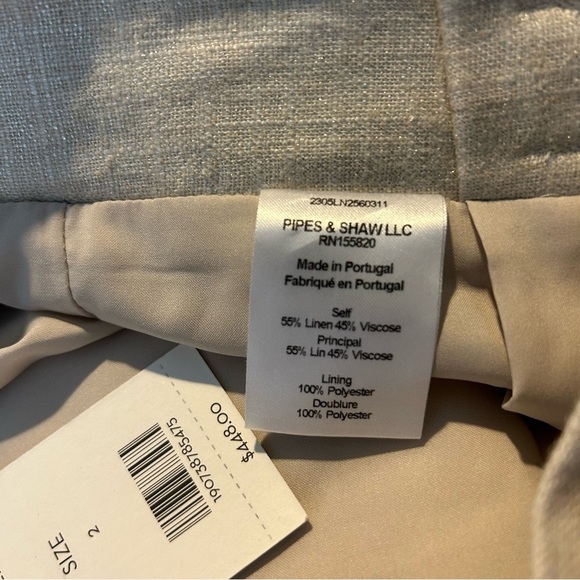 2305LN2560311
PIPES & SHAW LLC
RN155820
Made in Portugal
Fabriqué en Portugal
Self
55% Linen 45% Viscose
Principal
55% Lin 45% Viscose
Lining
100% Polyester
Doublure
100% Polyester
$448.00
190738785475
2
SIZE